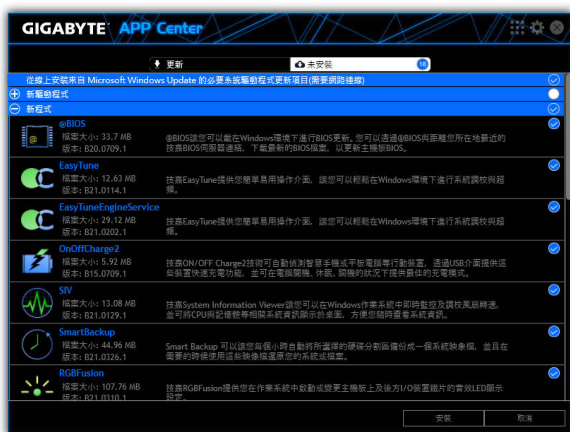 GIGABYTE APP Center
更新
未安裝
從線上安裝來自 Microsoft Windows Update 的必要系統驅動程式更新項目(需要網路連線)
新驅動程式
新程式
@BIOS
檔案大小: 33.7 MB
版本: B20.0709.1
@BIOS讓您可以載在Windows環境下進行BIOS更新。您可以透過@BIOS與距離您所在地最近的
技嘉BIOS伺服器連結, 下載最新的BIOS檔案, 以更新主機板BIOS。
EasyTune
檔案大小: 12.63 MB
版本: B21.0114.1
技嘉EasyTune提供您簡單易用操作介面, 讓您可以輕鬆在Windows環境下進行系統調校與超
頻。
EasyTuneEngineService
檔案大小: 29.12 MB
版本: B21.0202.1
技嘉EasyTune提供您簡單易用操作介面, 讓您可以輕鬆在Windows環境下進行系統調校與超
頻。
OnOffCharge2
檔案大小: 5.92 MB
版本: B15.0709.1
技嘉ON/OFF Charge2技術可自動偵測智慧手機或平板電腦等行動裝置, 透過USB介面提供這
些裝置快速充電功能, 並可在電腦開機、休眠、關機的狀況下提供最佳的充電模式。
SIV
檔案大小: 13.08 MB
版本: B21.0129.1
技嘉System Information Viewer讓您可以在Windows作業系統中即時監控及調校風扇轉速,
並可將CPU與記憶體等相關系統資訊顯示於桌面, 方便您隨時查看系統資訊。
SmartBackup
檔案大小: 44.96 MB
版本: B21.0326.1
Smart Backup 可以讓您每個小時自動將所選擇的硬碟分割區備份成一個系統映象檔, 並且在
需要的時候使用這些映像檔還原您的系統或檔案。
RGBFusion
檔案大小: 107.76 MB
版本: B21.0310.1
技嘉RGBFusion提供您在作業系統中啟動或變更主機板上及後方I/O裝置鐵片的音效LED顯示
設定。
安裝
取消